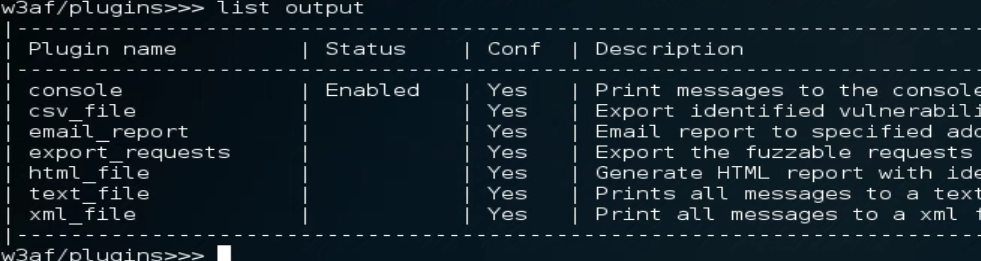 w3af/plugins>>> list output
|------------------------------------------------------------------------
| Plugin name | Status | Conf | Description
|------------------------------------------------------------------------
| console | Enabled | Yes | Print messages to the console
| csv_file | | Yes | Export identified vulnerabili
| email_report | | Yes | Email report to specified add
| export_requests | | Yes | Export the fuzzable requests
| html_file | | Yes | Generate HTML report with ide
| text_file | | Yes | Prints all messages to a text
| xml_file | | Yes | Print all messages to a xml f
|------------------------------------------------------------------------
w3af/plugins>>>